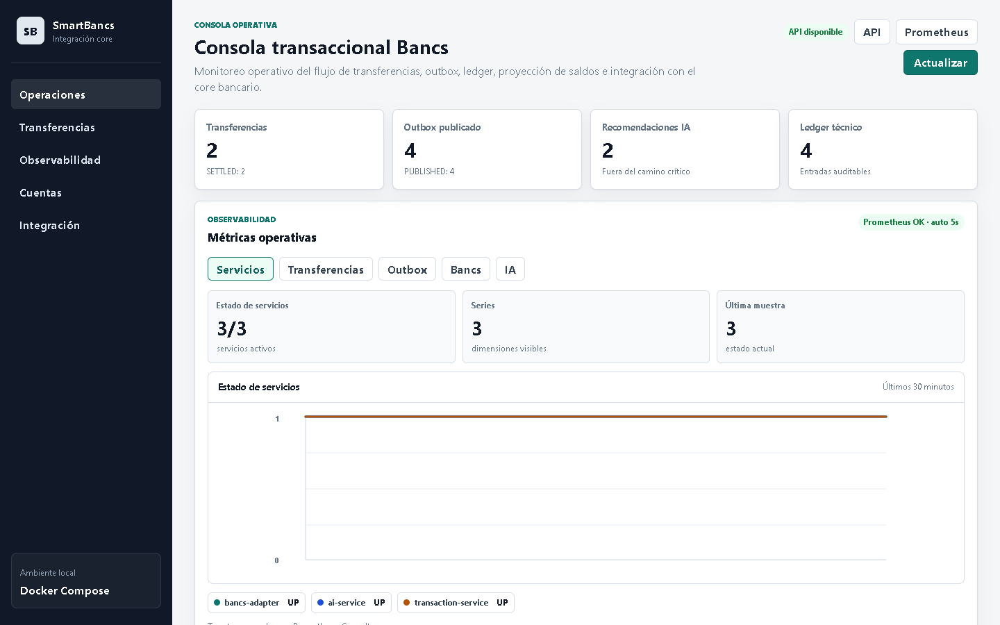 SB
SmartBancs
Integración core
Operaciones
Transferencias
Observabilidad
Cuentas
Integración
Ambiente local
Docker Compose
CONSOLA OPERATIVA
Consola transaccional Bancs
Monitoreo operativo del flujo de transferencias, outbox, ledger, proyección de saldos e integración con el
core bancario.
API disponible
API
Prometheus
Actualizar
Transferencias
2
SETTLED: 2
Outbox publicado
4
PUBLISHED: 4
Recomendaciones IA
2
Fuera del camino crítico
Ledger técnico
4
Entradas auditables
OBSERVABILIDAD
Métricas operativas
Prometheus OK · auto 5s
Servicios
Transferencias
Outbox
Bancs
IA
Estado de servicios
3/3
servicios activos
Series
3
dimensiones visibles
Última muestra
3
estado actual
Estado de servicios
Últimos 30 minutos
1
0
bancs-adapter UP
ai-service UP
transaction-service UP